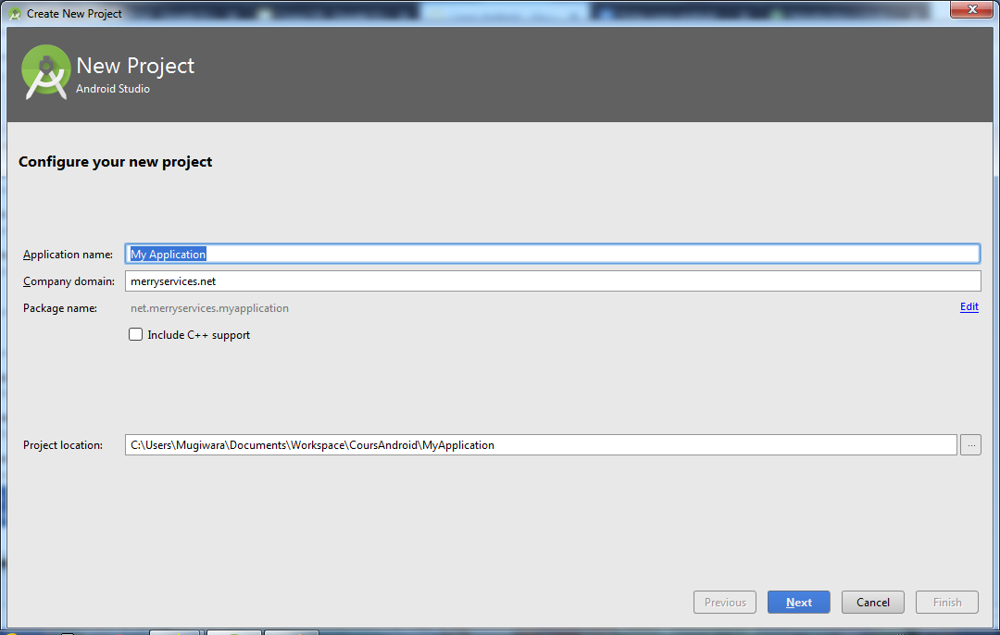 Create New Project
New Project
Android Studio
Configure your new project
Application name: My Application
Company domain: merryservices.net
Package name: net.merryservices.myapplication Edit
Include C++ support
Project location: C:\Users\Mugiwara\Documents\Workspace\CoursAndroid\MyApplication ...
Previous Next Cancel Finish